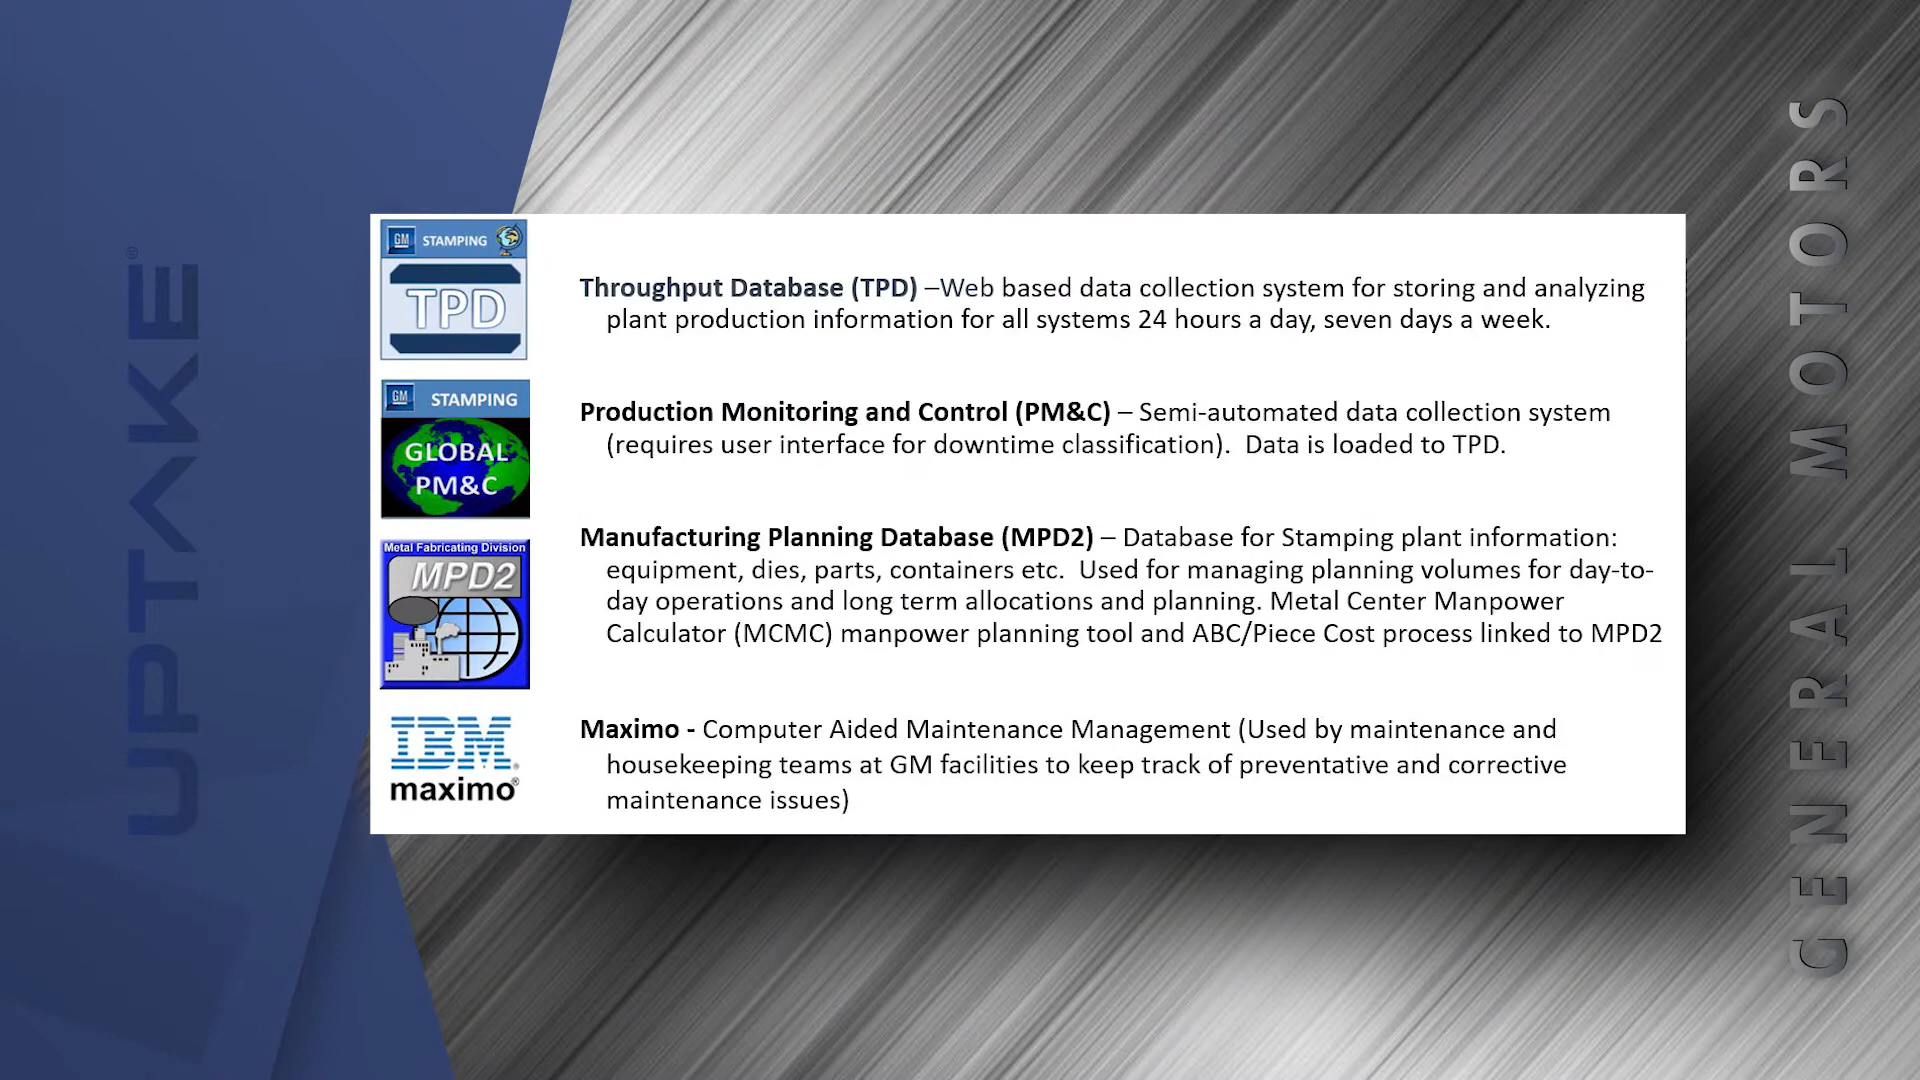 UPTAKE®
GM STAMPING
TPD
Throughput Database (TPD) –Web based data collection system for storing and analyzing
plant production information for all systems 24 hours a day, seven days a week.
GM STAMPING
GLOBAL
PM&C
Production Monitoring and Control (PM&C) – Semi-automated data collection system
(requires user interface for downtime classification).  Data is loaded to TPD.
Metal Fabricating Division
MPD2
Manufacturing Planning Database (MPD2) – Database for Stamping plant information:
equipment, dies, parts, containers etc.  Used for managing planning volumes for day-to-
day operations and long term allocations and planning. Metal Center Manpower
Calculator (MCMC) manpower planning tool and ABC/Piece Cost process linked to MPD2
IBM®
maximo®
Maximo - Computer Aided Maintenance Management (Used by maintenance and
housekeeping teams at GM facilities to keep track of preventative and corrective
maintenance issues)
GENERAL MOTORS